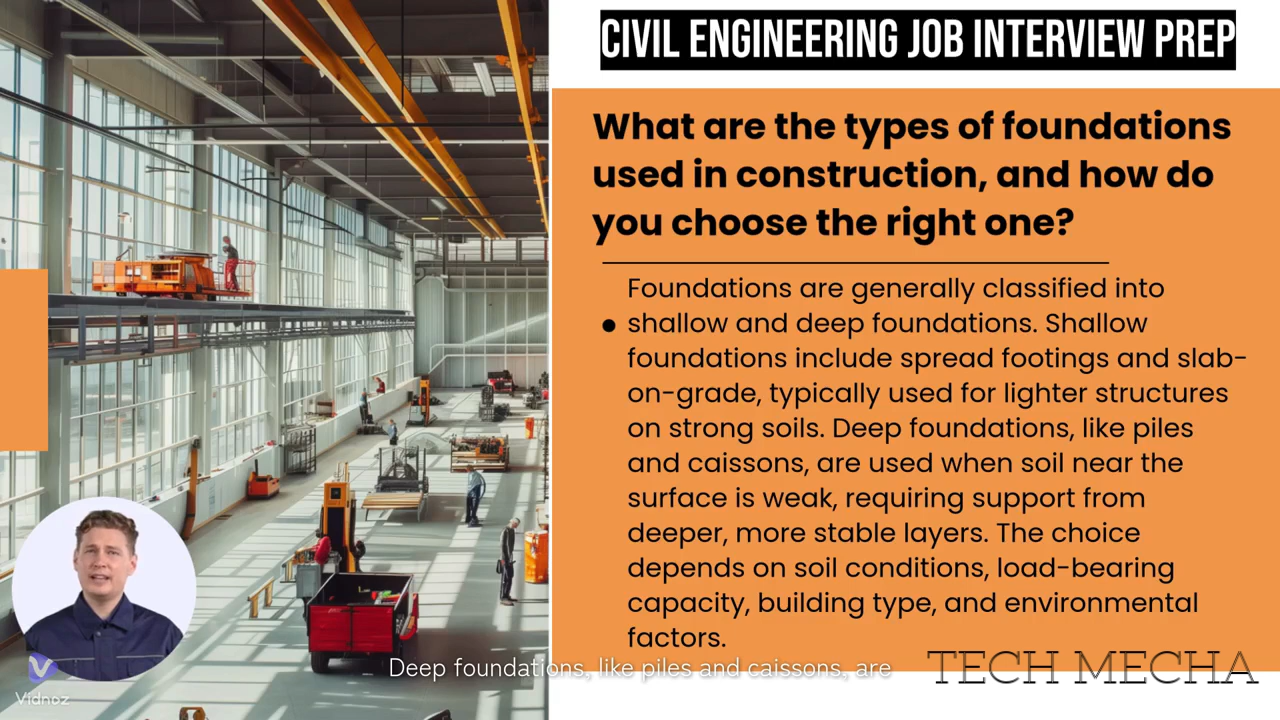 CIVIL ENGINEERING JOB INTERVIEW PREP
What are the types of foundations
used in construction, and how do
you choose the right one?
Foundations are generally classified into
• shallow and deep foundations. Shallow
foundations include spread footings and slab-
on-grade, typically used for lighter structures
on strong soils. Deep foundations, like piles
and caissons, are used when soil near the
surface is weak, requiring support from
deeper, more stable layers. The choice
depends on soil conditions, load-bearing
capacity, building type, and environmental
factors.
Deep foundations, like piles and caissons, are
TECH MECHA
Vidnoz